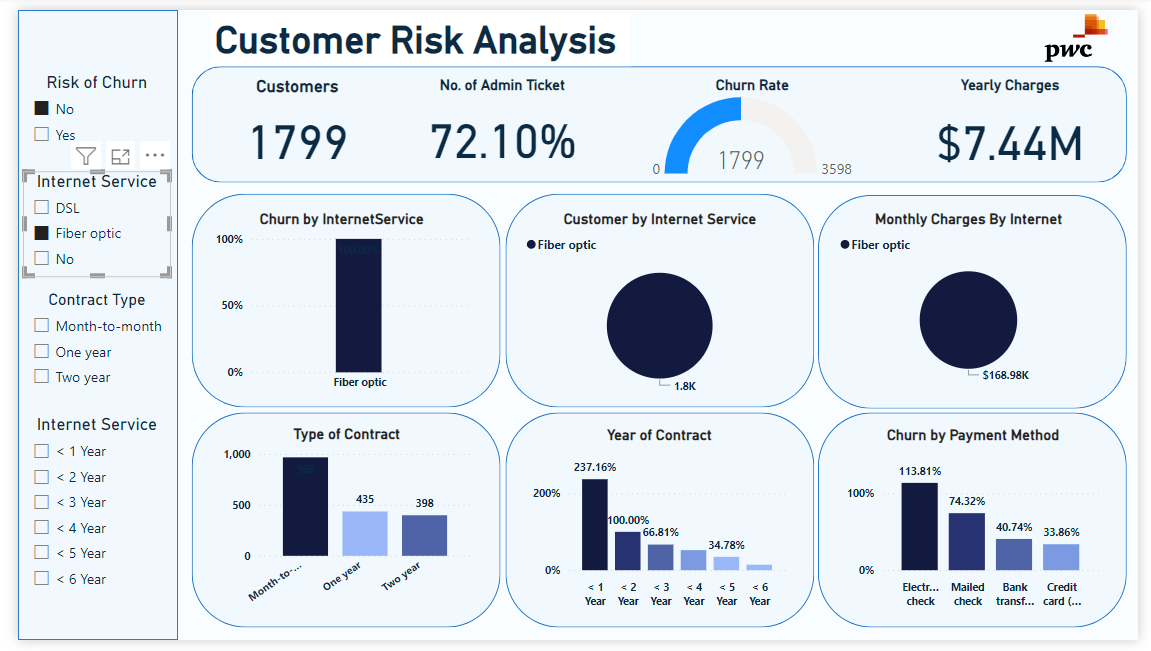 Customer Risk Analysis
pwc
Risk of Churn
No
Yes
Internet Service
DSL
Fiber optic
No
Contract Type
Month-to-month
One year
Two year
Internet Service
< 1 Year
< 2 Year
< 3 Year
< 4 Year
< 5 Year
< 6 Year
Customers
1799
No. of Admin Ticket
72.10%
Churn Rate
1799
0
3598
Yearly Charges
$7.44M
Churn by InternetService
100%
100.00%
50%
0%
Fiber optic
Customer by Internet Service
Fiber optic
1.8K
Monthly Charges By Internet
Fiber optic
$168.98K
Type of Contract
1,000
966
500
435
398
0
Month-to-...
One year
Two year
Year of Contract
237.16%
200%
100.00%
66.81%
34.78%
0%
< 1 Year
< 2 Year
< 3 Year
< 4 Year
< 5 Year
< 6 Year
Churn by Payment Method
113.81%
100%
74.32%
40.74%
33.86%
0%
Electr... check
Mailed check
Bank transf...
Credit card (...